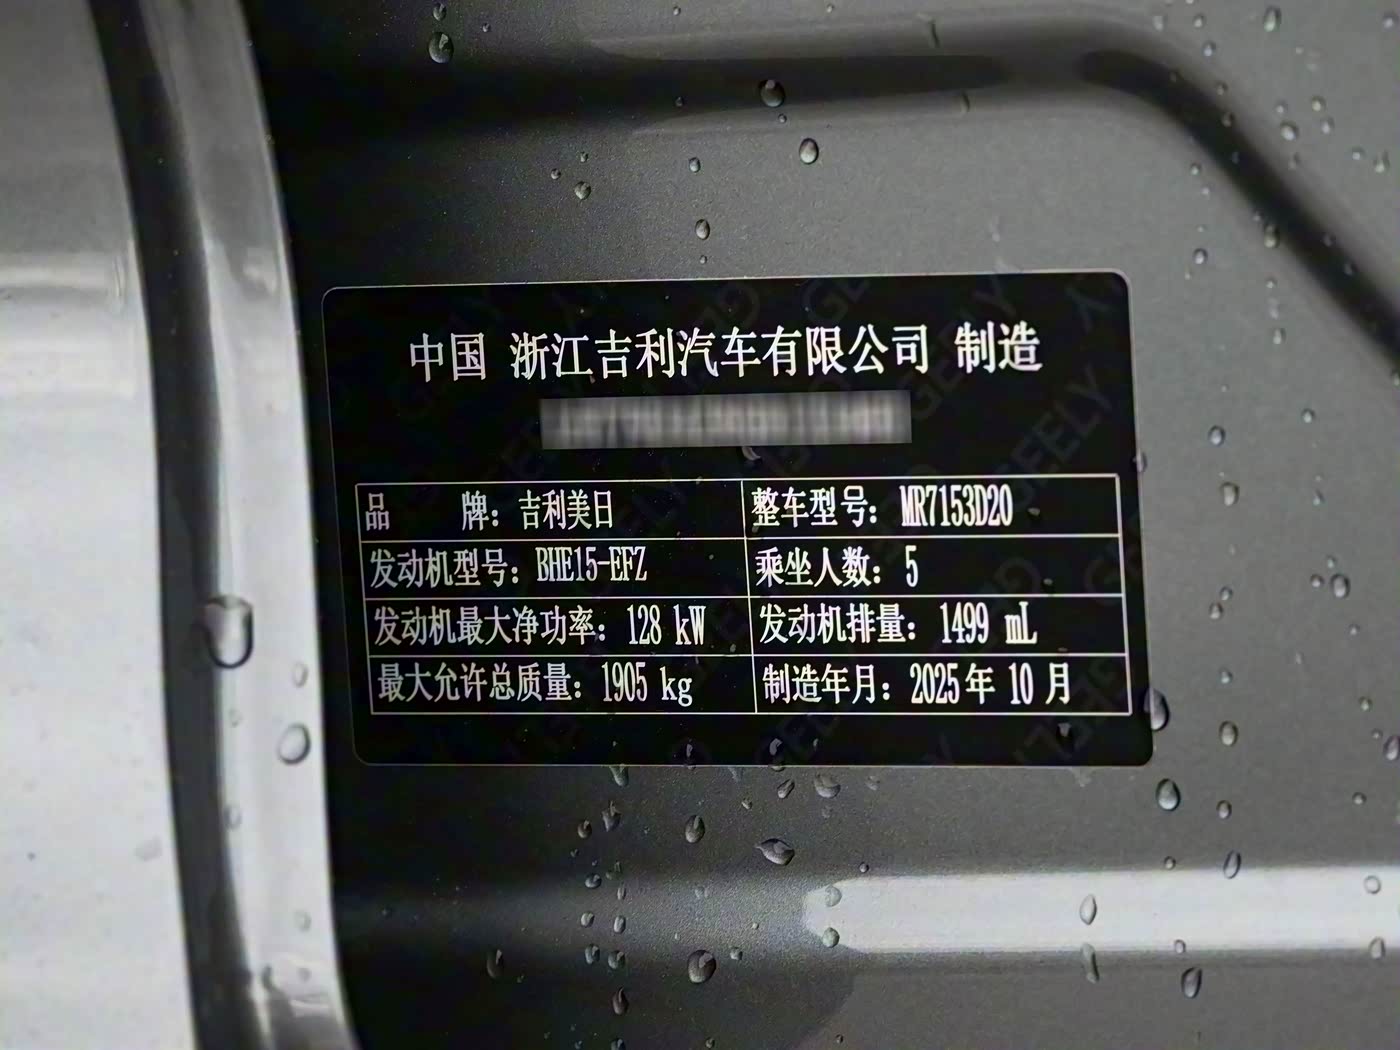 中国 浙江吉利汽车有限公司 制造
品 牌：吉利美日 整车型号：MR7153D20
发动机型号：BHE15-EFZ 乘坐人数：5
发动机最大净功率：128 kW 发动机排量：1499 mL
最大允许总质量：1905 kg 制造年月：2025年 10 月